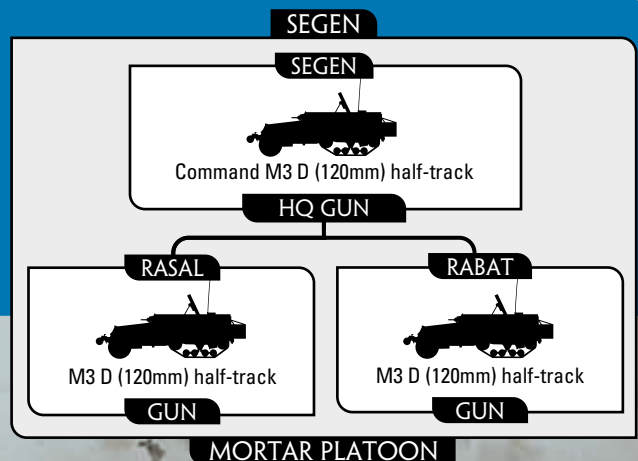 SEGEN
SEGEN
Command M3 D (120mm) half-track
HQ GUN
RASAL
RABAT
M3 D (120mm) half-track
M3 D (120mm) half-track
GUN
GUN
MORTAR PLATOON